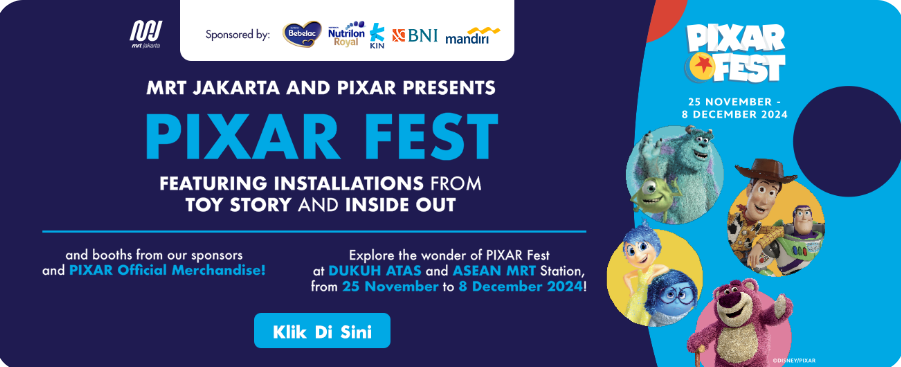 mrt jakarta
Sponsored by:
Bebelac
Nutrilon
Royal
KIN
BNI
mandiri
MRT JAKARTA AND PIXAR PRESENTS
PIXAR FEST
FEATURING INSTALLATIONS FROM
TOY STORY AND INSIDE OUT
and booths from our sponsors
and PIXAR Official Merchandise!
Explore the wonder of PIXAR Fest
at DUKUH ATAS and ASEAN MRT Station,
from 25 November to 8 December 2024!
Klik Di Sini
PIXAR
FEST
25 NOVEMBER -
8 DECEMBER 2024
©DISNEY/PIXAR